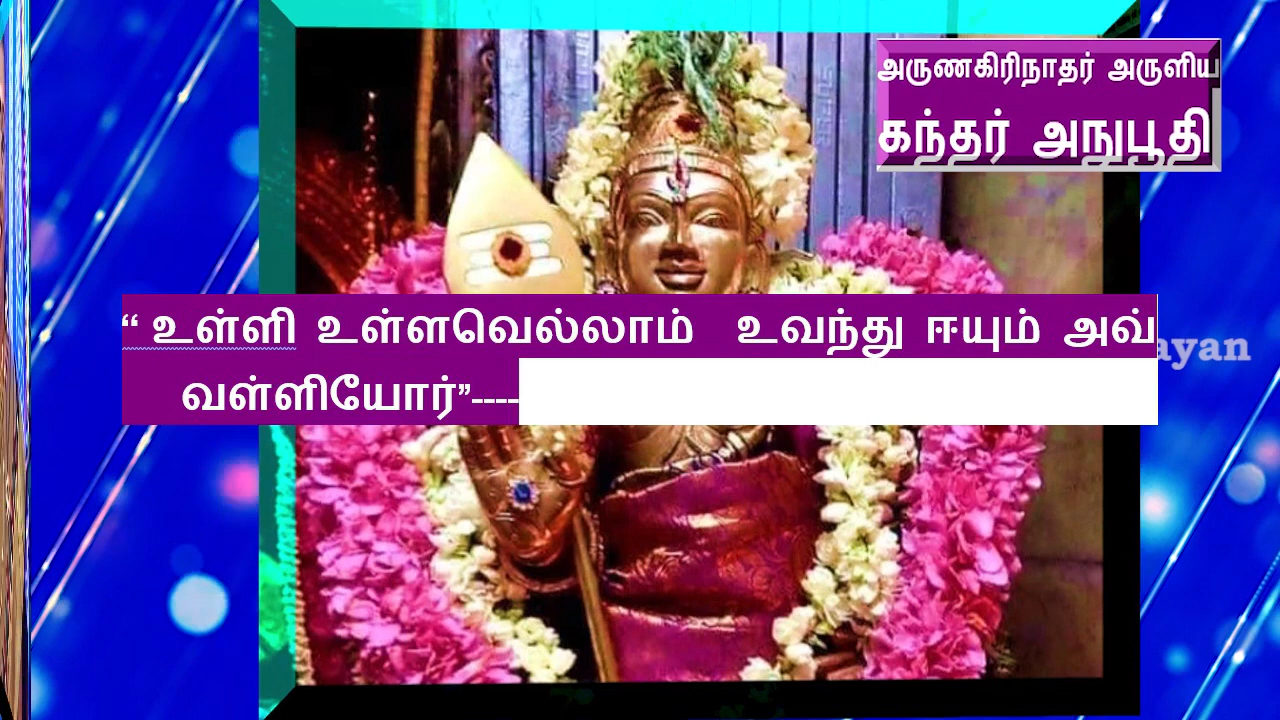 அருணகிரிநாதர் அருளிய
கந்தர் அநுபூதி
“ உள்ளி உள்ளவெல்லாம் உவந்து ஈயும் அவ்
வள்ளியோர்”----